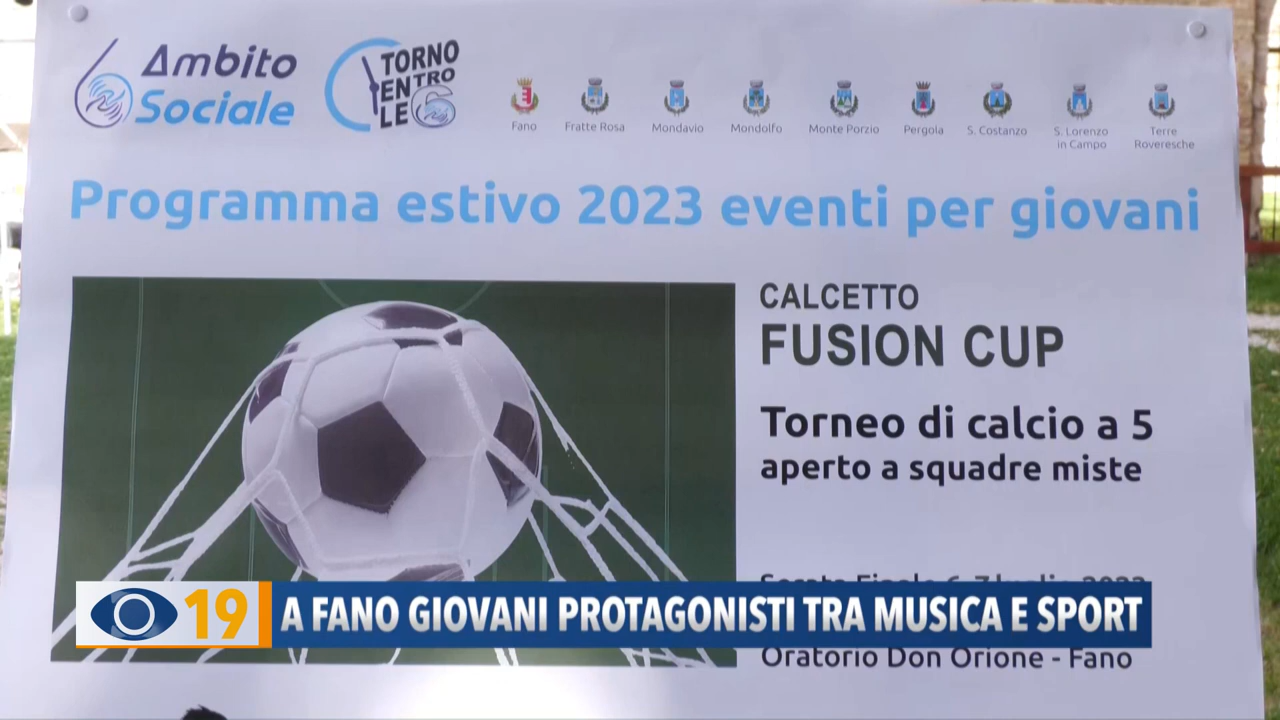 Ambito
Sociale
TORNO
ENTRO
LE 6
Fano
Fratte Rosa
Mondavio
Mondolfo
Monte Porzio
Pergola
S. Costanzo
S. Lorenzo
in Campo
Terre
Roveresche
Programma estivo 2023 eventi per giovani
CALCETTO
FUSION CUP
Torneo di calcio a 5
aperto a squadre miste
19
A FANO GIOVANI PROTAGONISTI TRA MUSICA E SPORT
Oratorio Don Orione - Fano